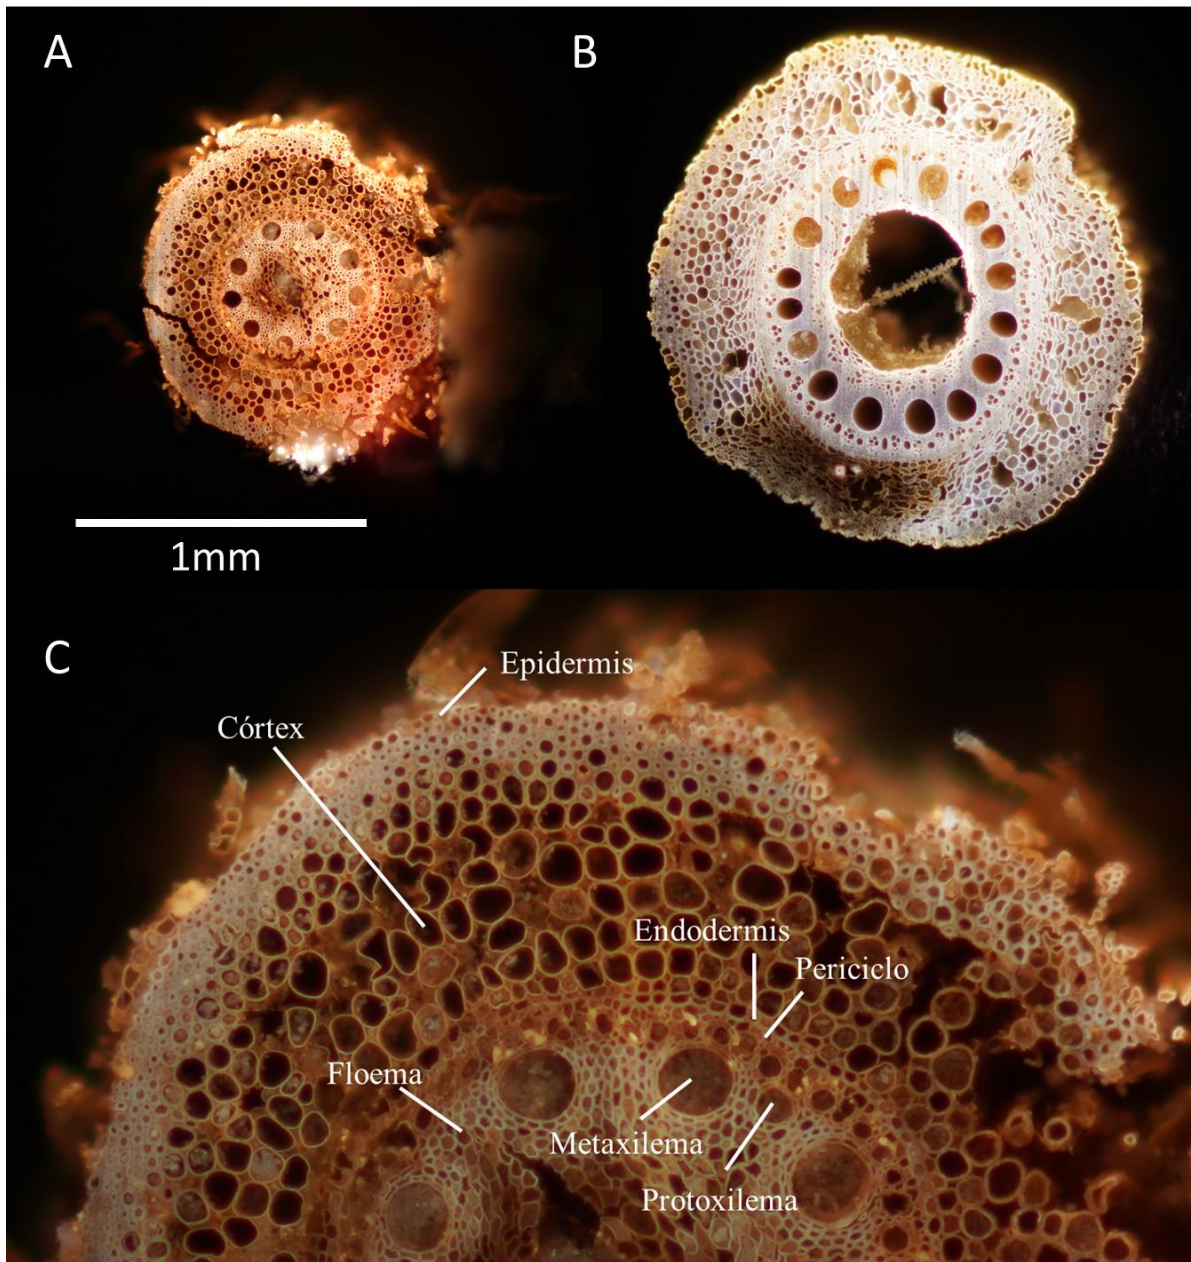 A
B
1mm
C
Epidermis
Córtex
Endodermis
Periciclo
Floema
Metaxilema
Protoxilema